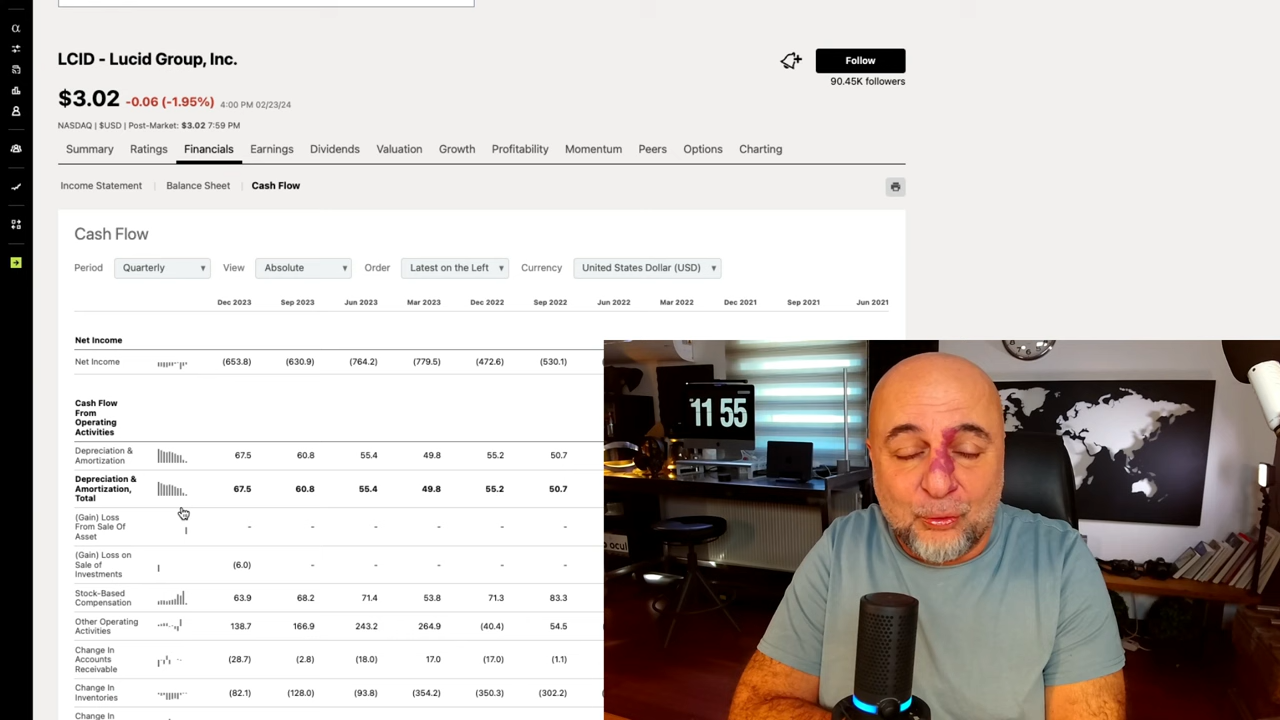 LCID - Lucid Group, Inc.
Follow
90.45K followers
$3.02 -0.06 (-1.95%) 4:00 PM 02/23/24
NASDAQ | $USD | Post-Market: $3.02 7:59 PM
Summary Ratings Financials Earnings Dividends Valuation Growth Profitability Momentum Peers Options Charting
Income Statement | Balance Sheet | Cash Flow
Cash Flow
Period Quarterly View Absolute Order Latest on the Left Currency United States Dollar (USD)
Dec 2023 Sep 2023 Jun 2023 Mar 2023 Dec 2022 Sep 2022 Jun 2022 Mar 2022 Dec 2021 Sep 2021 Jun 2021
Net Income
Net Income (653.8) (630.9) (764.2) (779.5) (472.6) (530.1)
Cash Flow
From
Operating
Activities
Depreciation &
Amortization 67.5 60.8 55.4 49.8 55.2 50.7
Depreciation &
Amortization,
Total 67.5 60.8 55.4 49.8 55.2 50.7
(Gain) Loss
From Sale Of
Asset - - - - - -
(Gain) Loss on
Sale of
Investments (6.0) - - - - -
Stock-Based
Compensation 63.9 68.2 71.4 53.8 71.3 83.3
Other Operating
Activities 138.7 166.9 243.2 264.9 (40.4) 54.5
Change In
Accounts
Receivable (28.7) (2.8) (18.0) 17.0 (17.0) (1.1)
Change In
Inventories (82.1) (128.0) (93.8) (354.2) (350.3) (302.2)
Change In
11 55
ocul